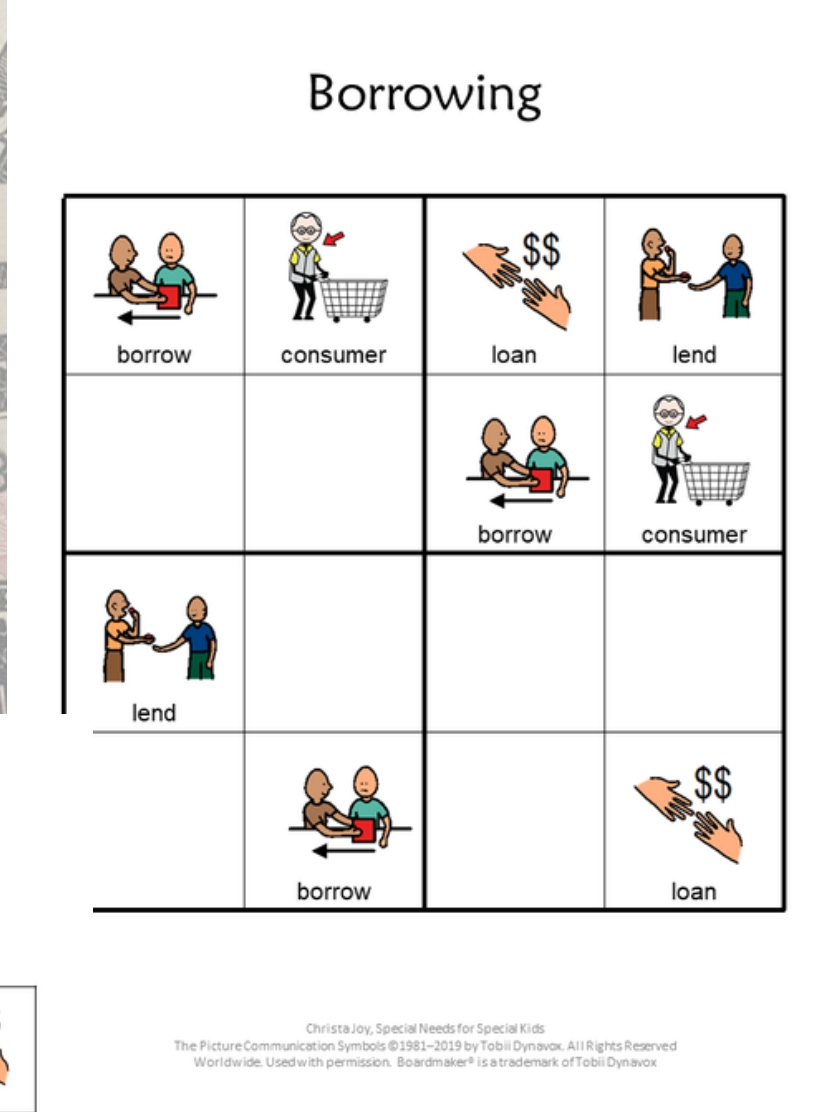 Borrowing
$$
borrow consumer loan lend
borrow consumer
lend
$$
borrow loan
Christa Joy, Special Needs for Special Kids
The Picture Communication Symbols ©1981–2019 by Tobii Dynavox. All Rights Reserved
Worldwide. Used with permission. Boardmaker® is a trademark of Tobii Dynavox